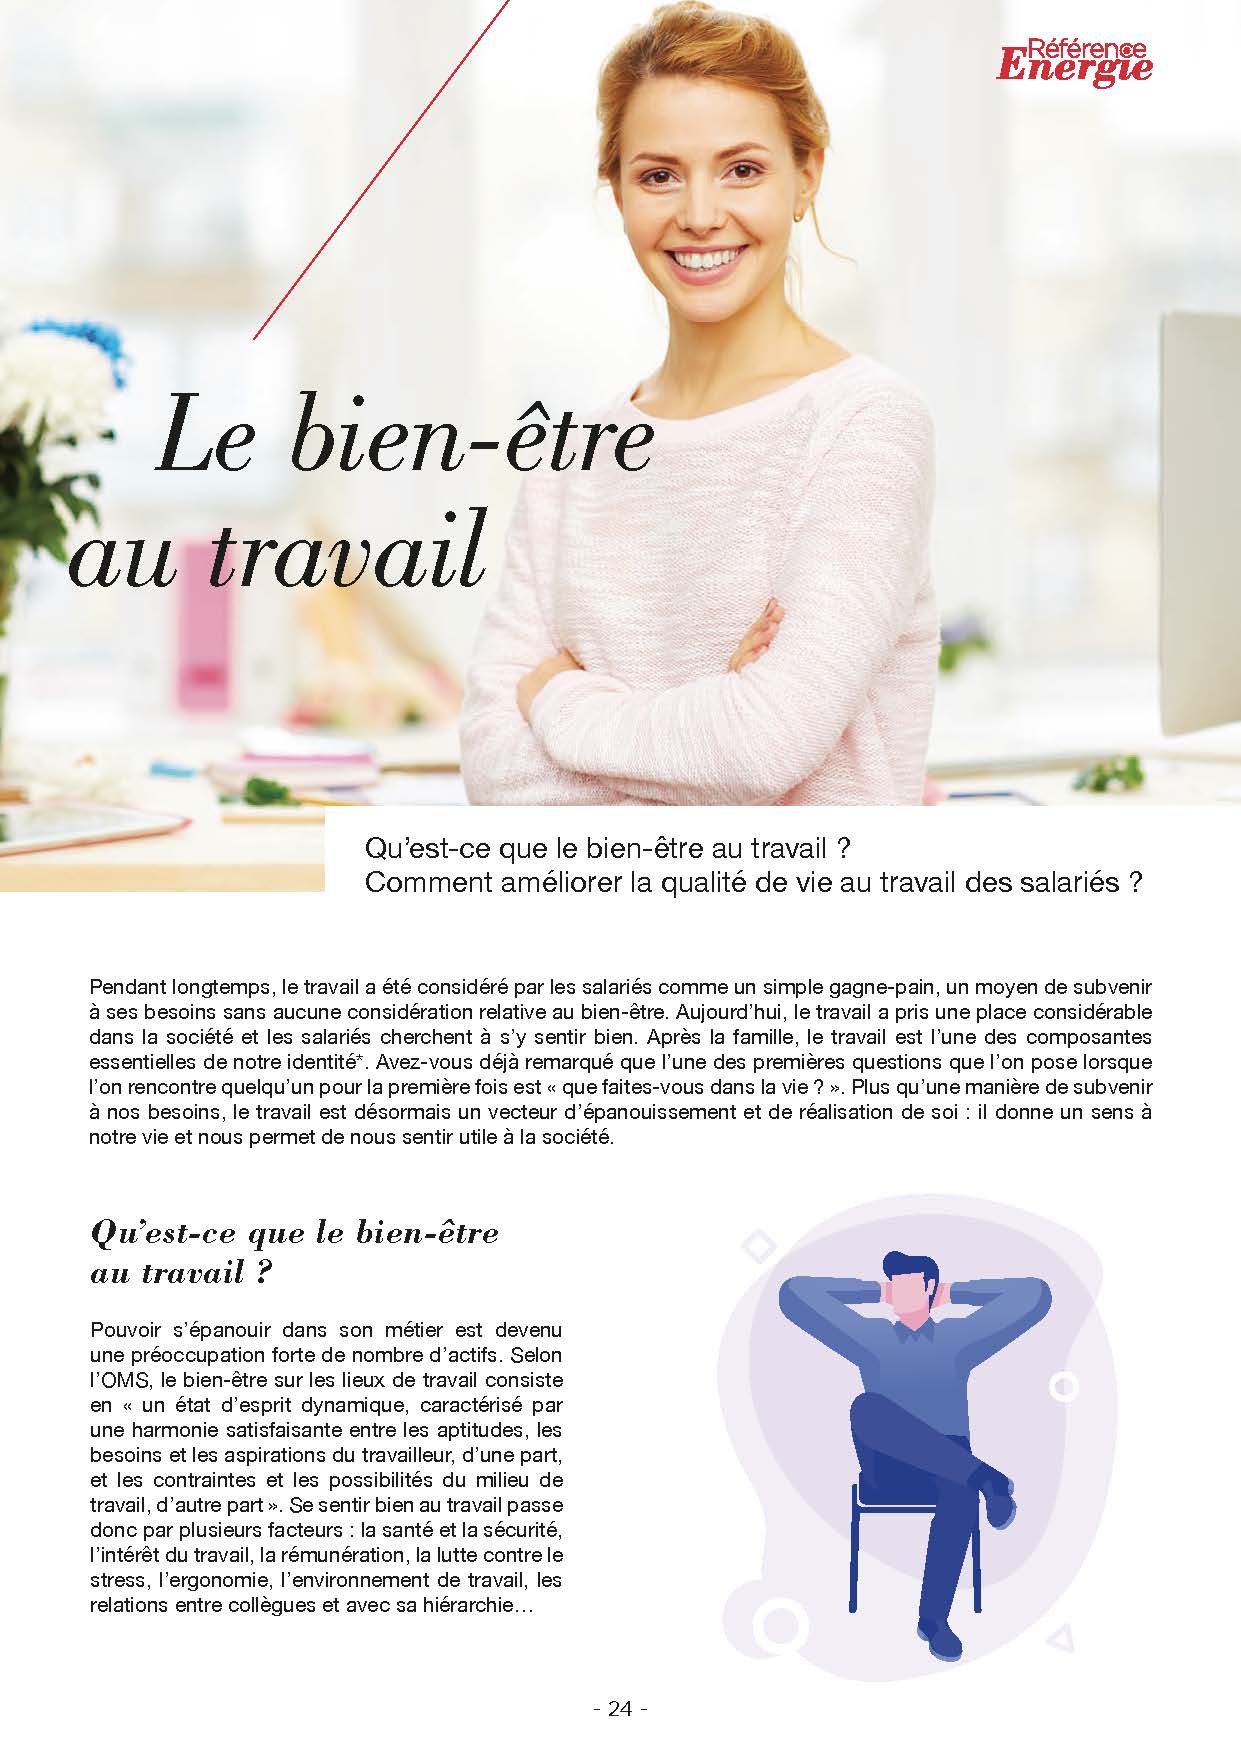 Référence
Energie
Le bien-être
au travail
Qu’est-ce que le bien-être au travail ?
Comment améliorer la qualité de vie au travail des salariés ?
Pendant longtemps, le travail a été considéré par les salariés comme un simple gagne-pain, un moyen de subvenir
à ses besoins sans aucune considération relative au bien-être. Aujourd’hui, le travail a pris une place considérable
dans la société et les salariés cherchent à s’y sentir bien. Après la famille, le travail est l’une des composantes
essentielles de notre identité*. Avez-vous déjà remarqué que l’une des premières questions que l’on pose lorsque
l’on rencontre quelqu’un pour la première fois est « que faites-vous dans la vie ? ». Plus qu’une manière de subvenir
à nos besoins, le travail est désormais un vecteur d’épanouissement et de réalisation de soi : il donne un sens à
notre vie et nous permet de nous sentir utile à la société.
Qu’est-ce que le bien-être
au travail ?
Pouvoir s’épanouir dans son métier est devenu
une préoccupation forte de nombre d’actifs. Selon
l’OMS, le bien-être sur les lieux de travail consiste
en « un état d’esprit dynamique, caractérisé par
une harmonie satisfaisante entre les aptitudes, les
besoins et les aspirations du travailleur, d’une part,
et les contraintes et les possibilités du milieu de
travail, d’autre part ». Se sentir bien au travail passe
donc par plusieurs facteurs : la santé et la sécurité,
l’intérêt du travail, la rémunération, la lutte contre le
stress, l’ergonomie, l’environnement de travail, les
relations entre collègues et avec sa hiérarchie…
- 24 -